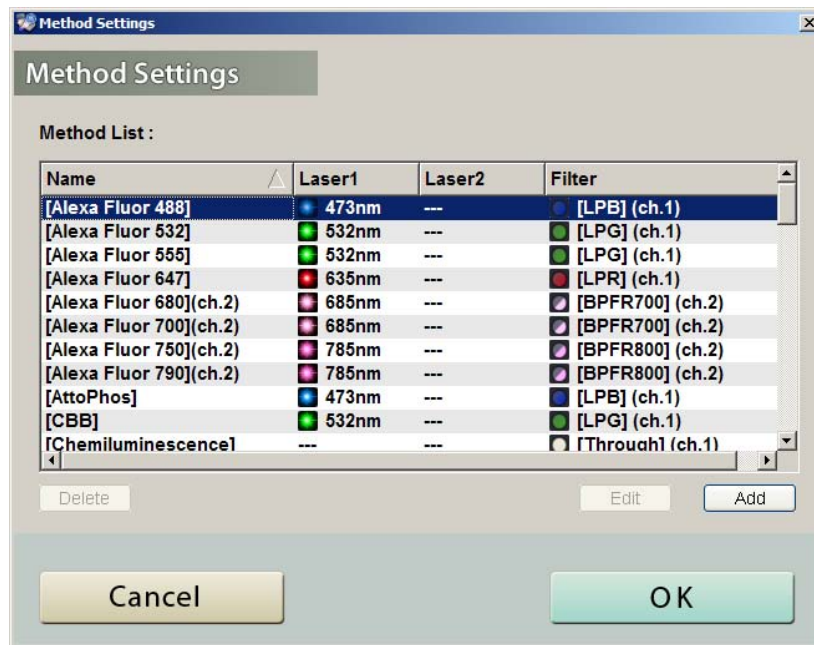 Method Settings
Method Settings
Method List :
Name Laser1 Laser2 Filter
[Alexa Fluor 488] 473nm --- [LPB] (ch.1)
[Alexa Fluor 532] 532nm --- [LPG] (ch.1)
[Alexa Fluor 555] 532nm --- [LPG] (ch.1)
[Alexa Fluor 647] 635nm --- [LPR] (ch.1)
[Alexa Fluor 680](ch.2) 685nm --- [BPFR700] (ch.2)
[Alexa Fluor 700](ch.2) 685nm --- [BPFR700] (ch.2)
[Alexa Fluor 750](ch.2) 785nm --- [BPFR800] (ch.2)
[Alexa Fluor 790](ch.2) 785nm --- [BPFR800] (ch.2)
[AttoPhos] 473nm --- [LPB] (ch.1)
[CBB] 532nm --- [LPG] (ch.1)
[Chemiluminescence] --- --- [Through] (ch.1)
Delete Edit Add
Cancel OK